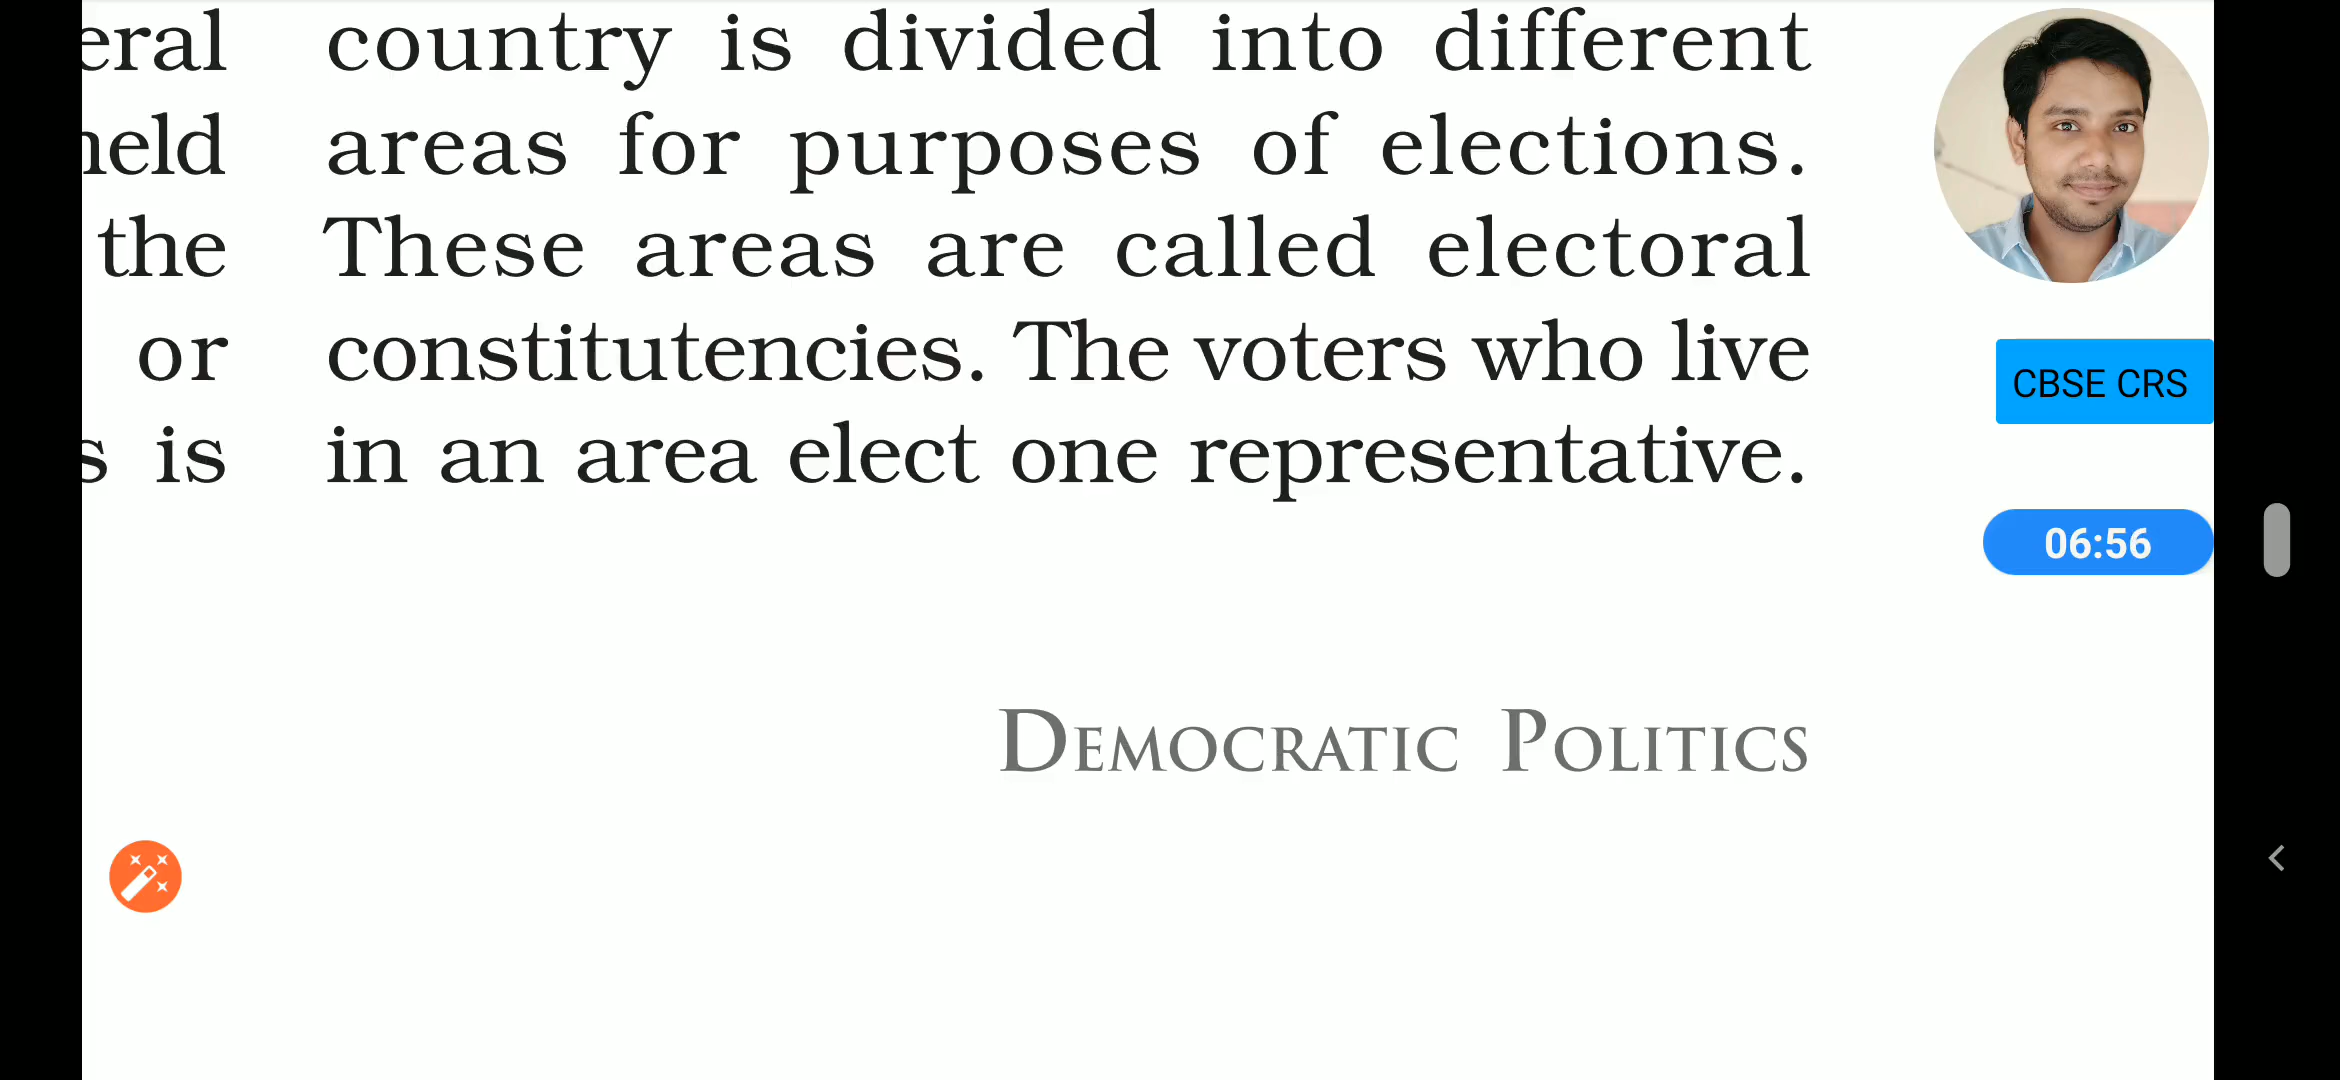 eral
held
the
or
s is
country is divided into different
areas for purposes of elections.
These areas are called electoral
constitutencies. The voters who live
in an area elect one representative.
DEMOCRATIC POLITICS
CBSE CRS
06:56